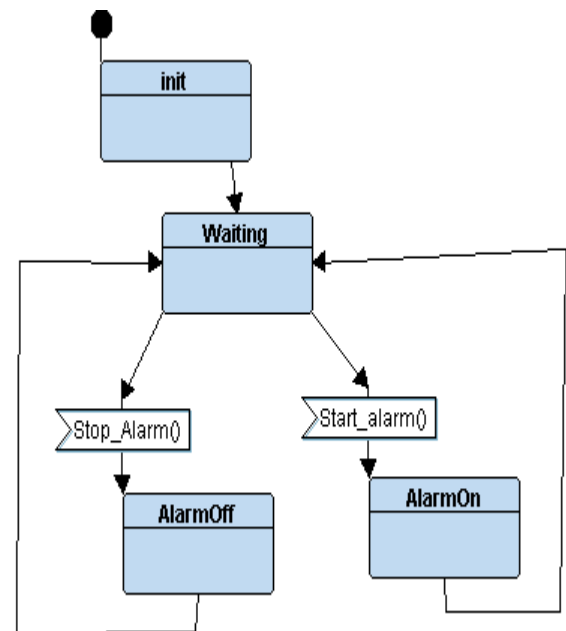 init
Waiting
Stop_Alarm()
Start_alarm()
AlarmOff
AlarmOn